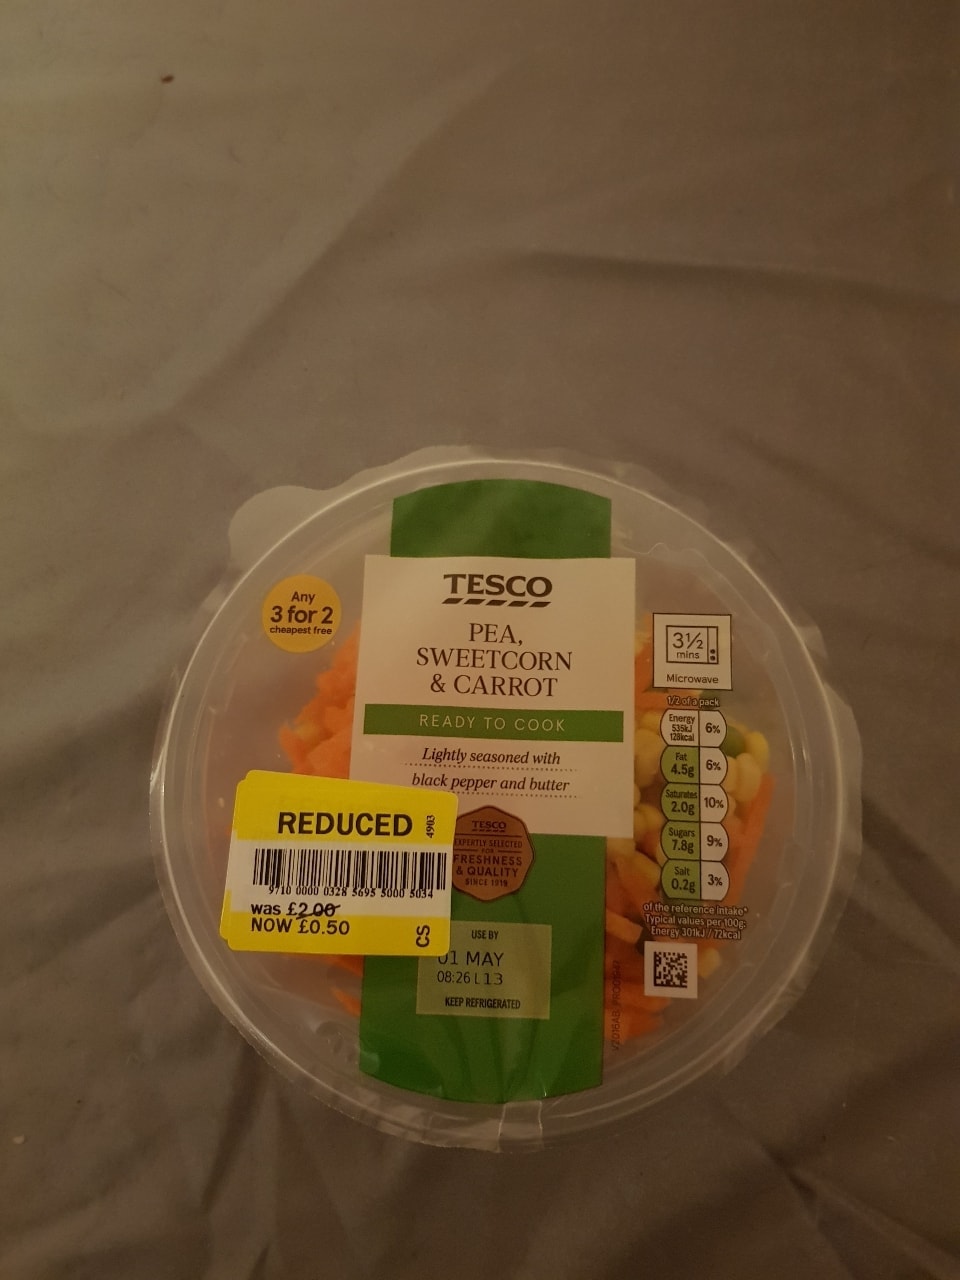 Any
3 for 2
cheapest free
TESCO
PEA,
SWEETCORN
& CARROT
READY TO COOK
Lightly seasoned with
black pepper and butter
TESCO
EXPERTLY SELECTED
FOR
FRESHNESS
& QUALITY
SINCE 1919
USE BY
01 MAY
08:26 L13
KEEP REFRIGERATED
REDUCED
4903
9710 0000 0328 5695 5000 5034
was £2.00
NOW £0.50
CS
3½
mins
Microwave
1/2 of a pack
Energy
535kJ
128kcal
6%
Fat
4.5g
6%
Saturates
2.0g
10%
Sugars
7.8g
9%
Salt
0.2g
3%
of the reference intake*
Typical values per 100g:
Energy 301kJ / 72kcal